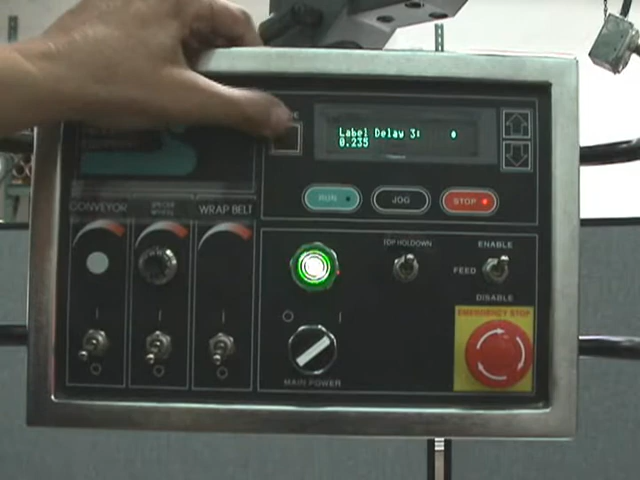 Label Delay 3:
0.235
RUN
JOG
STOP
CONVEYOR
WRAP BELT
TOP HOLDOWN
ENABLE
FEED
DISABLE
EMERGENCY STOP
MAIN POWER